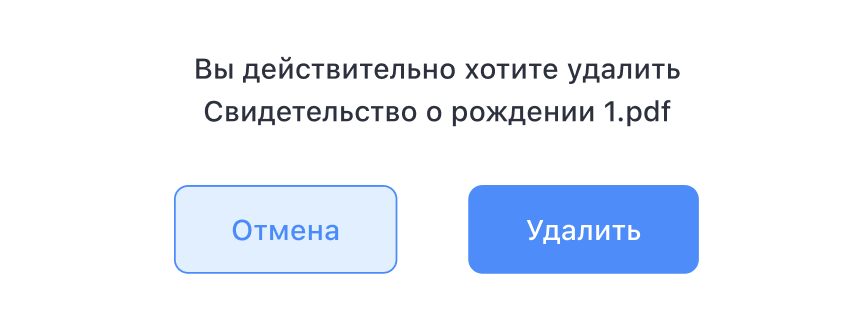 Вы действительно хотите удалить
Свидетельство о рождении 1.pdf
Отмена
Удалить